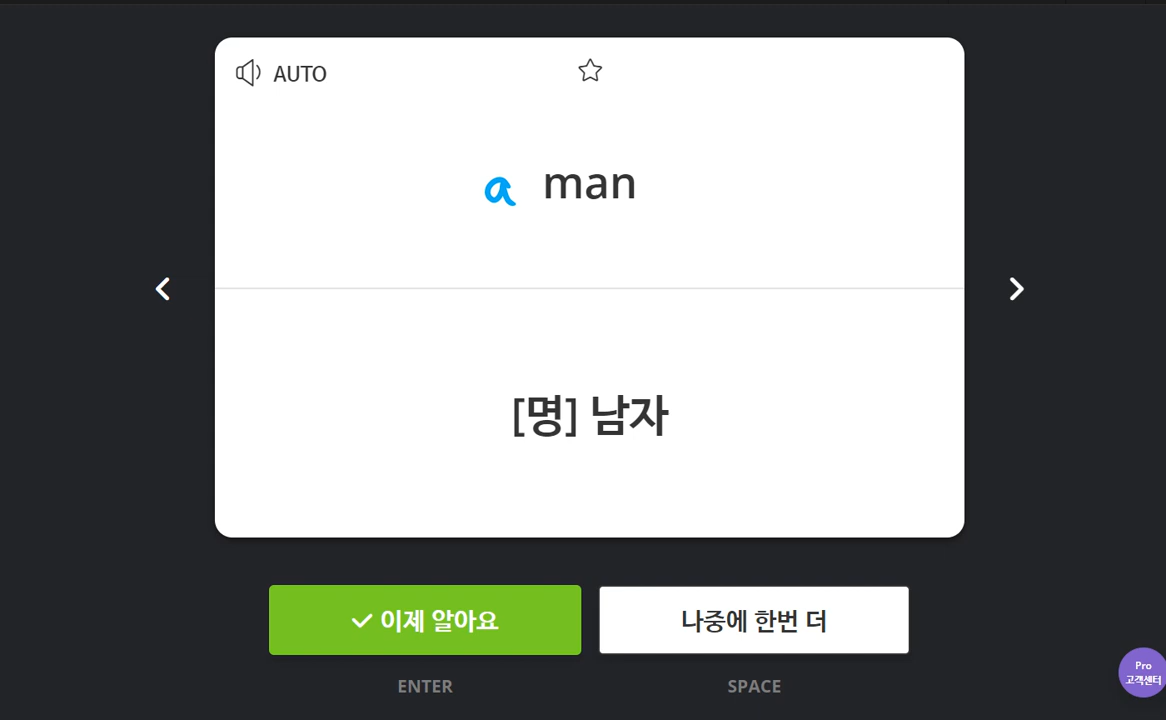 AUTO
a man
[명] 남자
이제 알아요
나중에 한번 더
ENTER
SPACE
Pro
고객센터